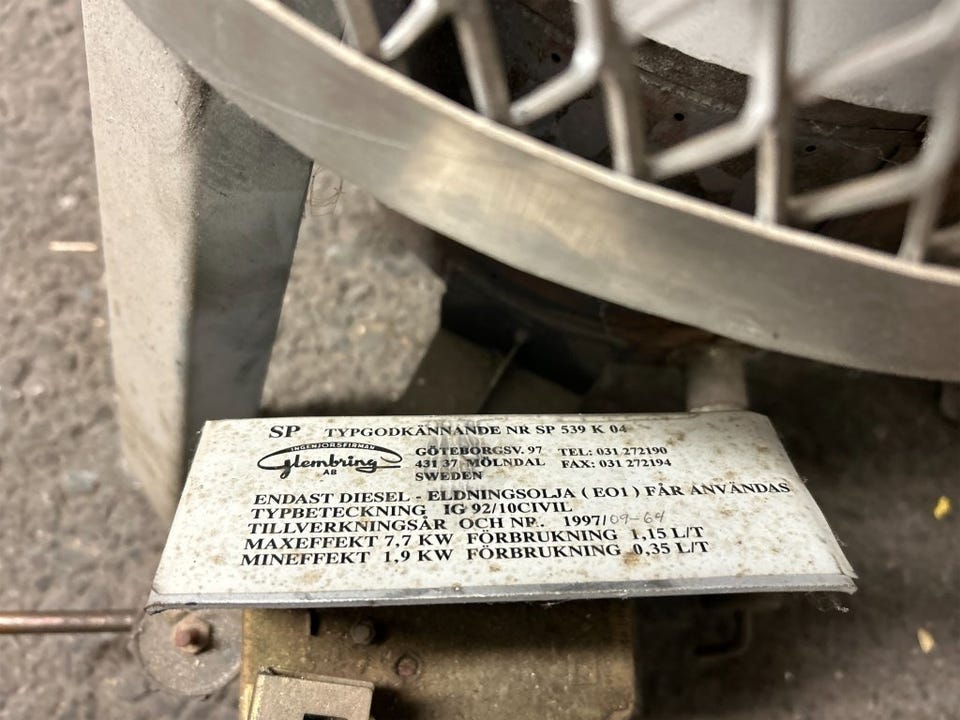 SP TYPGODKÄNNANDE NR SP 539 K 04
INGENJÖRSFIRMAN
Glembring
AB
GÖTEBORGSV. 97 TEL: 031 272190
431 37 MÖLNDAL FAX: 031 272194
SWEDEN
ENDAST DIESEL - ELDNINGSOLJA ( EO1 ) FÅR ANVÄNDAS
TYPBETECKNING IG 92/10CIVIL
TILLVERKNINGSÅR OCH NR. 1997/09-64
MAXEFFEKT 7,7 KW FÖRBRUKNING 1,15 L/T
MINEFFEKT 1,9 KW FÖRBRUKNING 0,35 L/T